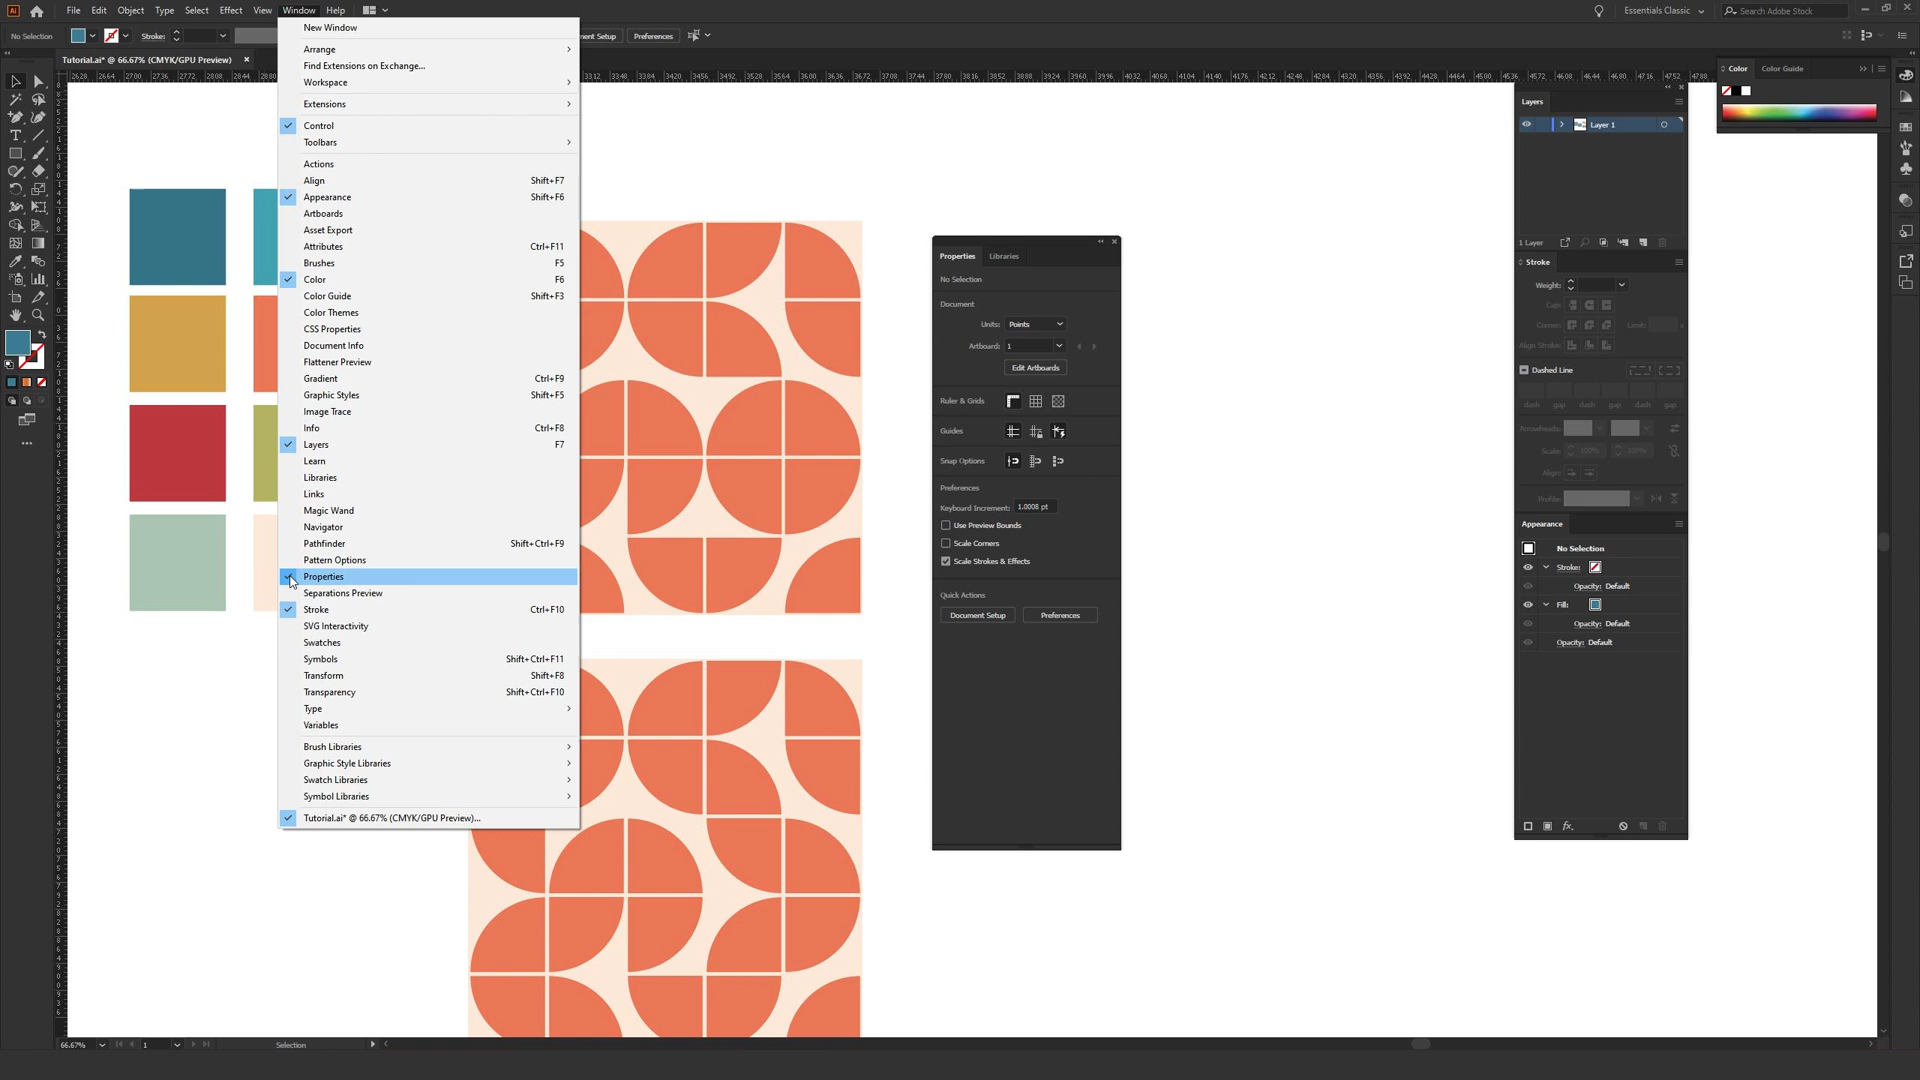 Ai File Edit Object Type Select Effect View Window Help Essentials Classic Search Adobe Stock
No Selection Stroke: Preferences
Tutorial.ai* @ 66.67% (CMYK/GPU Preview)
New Window
Arrange
Find Extensions on Exchange...
Workspace
Extensions
Control
Toolbars
Actions
Align Shift+F7
Appearance Shift+F6
Artboards
Asset Export
Attributes Ctrl+F11
Brushes F5
Color F6
Color Guide Shift+F3
Color Themes
CSS Properties
Document Info
Flattener Preview
Gradient Ctrl+F9
Graphic Styles Shift+F5
Image Trace
Info Ctrl+F8
Layers F7
Learn
Libraries
Links
Magic Wand
Navigator
Pathfinder Shift+Ctrl+F9
Pattern Options
Properties
Separations Preview
Stroke Ctrl+F10
SVG Interactivity
Swatches
Symbols Shift+Ctrl+F11
Transform Shift+F8
Transparency Shift+Ctrl+F10
Type
Variables
Brush Libraries
Graphic Style Libraries
Swatch Libraries
Symbol Libraries
Tutorial.ai* @ 66.67% (CMYK/GPU Preview)...
Properties Libraries
No Selection
Document
Units: Points
Artboard: 1
Edit Artboards
Ruler & Grids
Guides
Snap Options
Preferences
Keyboard Increment: 1.0008 pt
Use Preview Bounds
Scale Corners
Scale Strokes & Effects
Quick Actions
Document Setup Preferences
Color Color Guide
Layers
Layer 1
1 Layer
Stroke
Weight:
Cap:
Corner: Limit:
Align Stroke:
Dashed Line
dash gap dash gap dash gap
Arrowheads:
Scale: 100% 100%
Align:
Profile:
Appearance
No Selection
Stroke:
Opacity: Default
Fill:
Opacity: Default
Opacity: Default
fx
66.67% 1 Selection